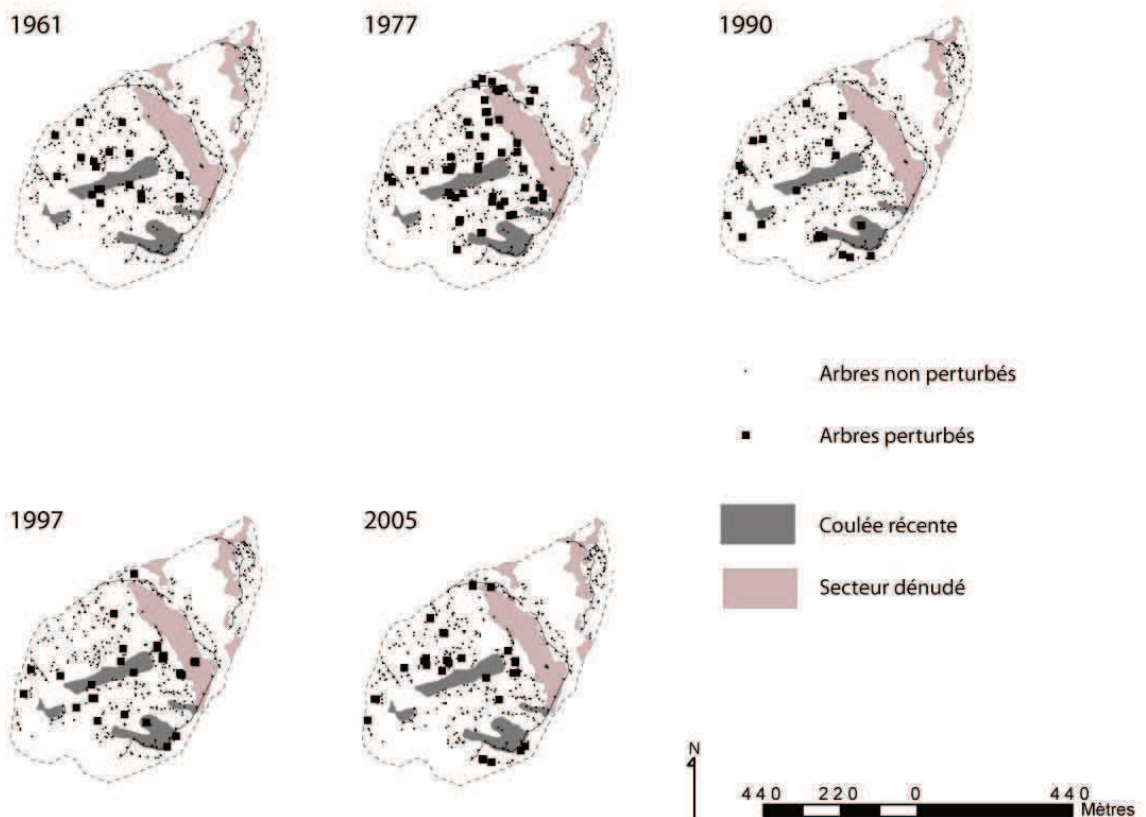 1961
1977
1990
Arbres non perturbés
Arbres perturbés
1997
2005
Coulée récente
Secteur dénudé
N
440 220 0 440
Mètres